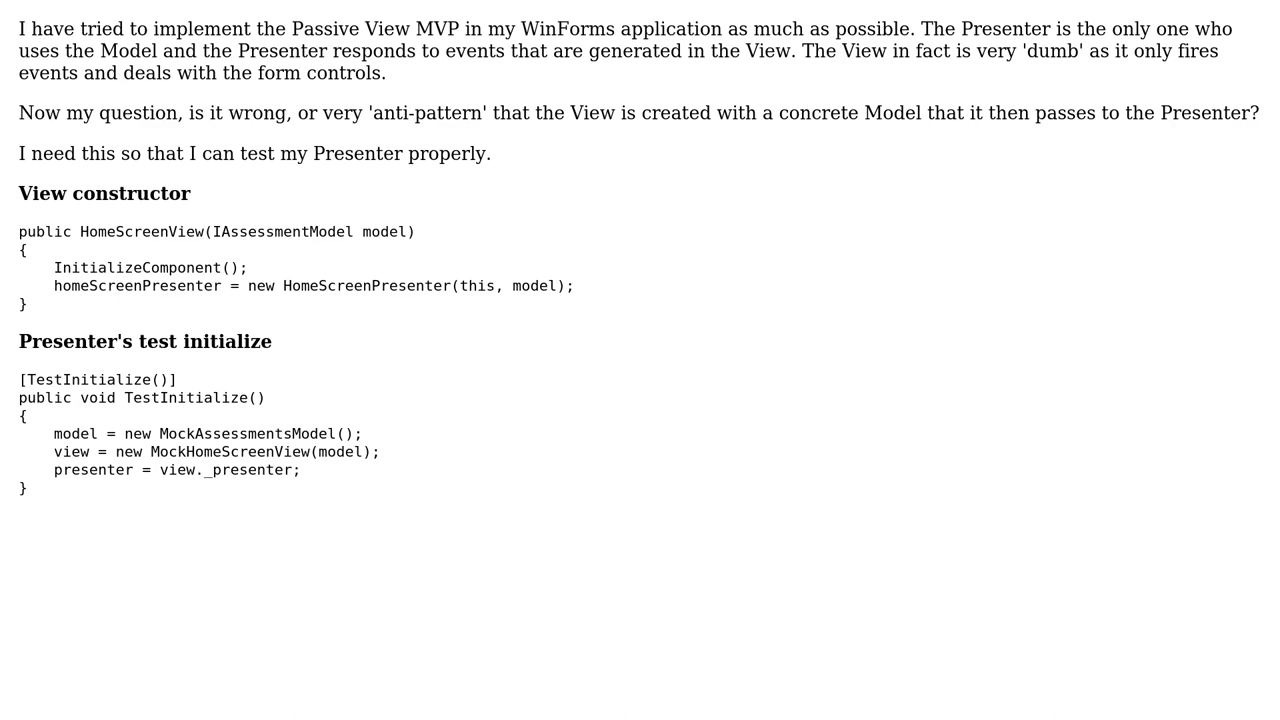 I have tried to implement the Passive View MVP in my WinForms application as much as possible. The Presenter is the only one who
uses the Model and the Presenter responds to events that are generated in the View. The View in fact is very 'dumb' as it only fires
events and deals with the form controls.
Now my question, is it wrong, or very 'anti-pattern' that the View is created with a concrete Model that it then passes to the Presenter?
I need this so that I can test my Presenter properly.
View constructor
public HomeScreenView(IAssessmentModel model)
{
    InitializeComponent();
    homeScreenPresenter = new HomeScreenPresenter(this, model);
}
Presenter's test initialize
[TestInitialize()]
public void TestInitialize()
{
    model = new MockAssessmentsModel();
    view = new MockHomeScreenView(model);
    presenter = view._presenter;
}